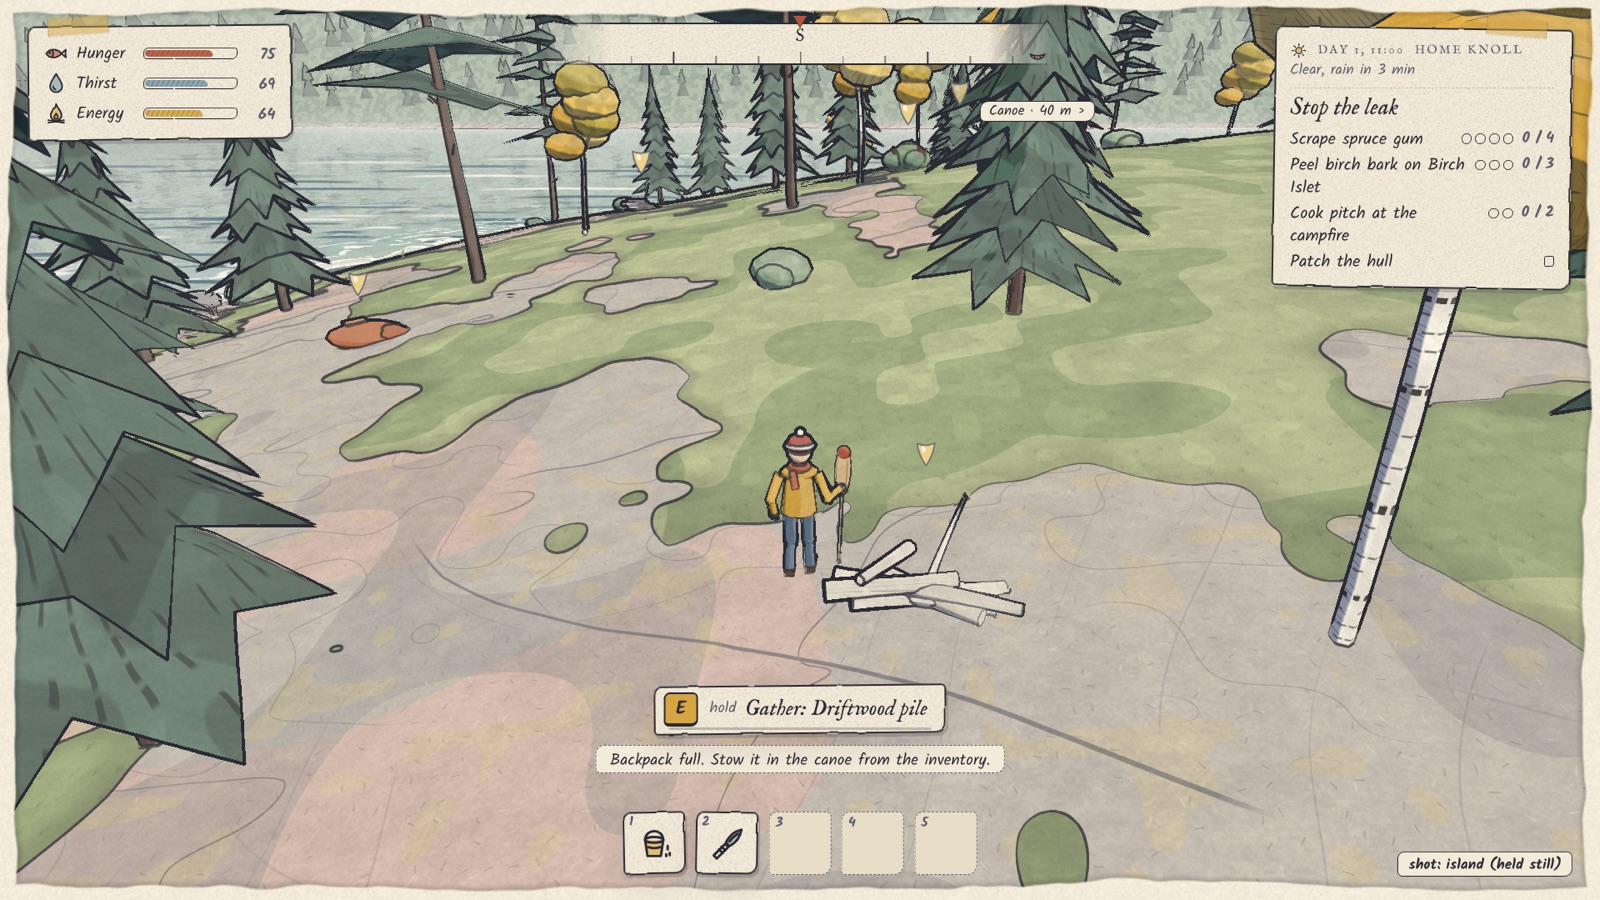 Hunger 75
Thirst 69
Energy 64
S
Canoe · 40 m >
DAY 1, 11:00 HOME KNOLL
Clear, rain in 3 min
Stop the leak
Scrape spruce gum 0/4
Peel birch bark on Birch Islet 0/3
Cook pitch at the campfire 0/2
Patch the hull
E hold Gather: Driftwood pile
Backpack full. Stow it in the canoe from the inventory.
1 2 3 4 5
shot: island (held still)